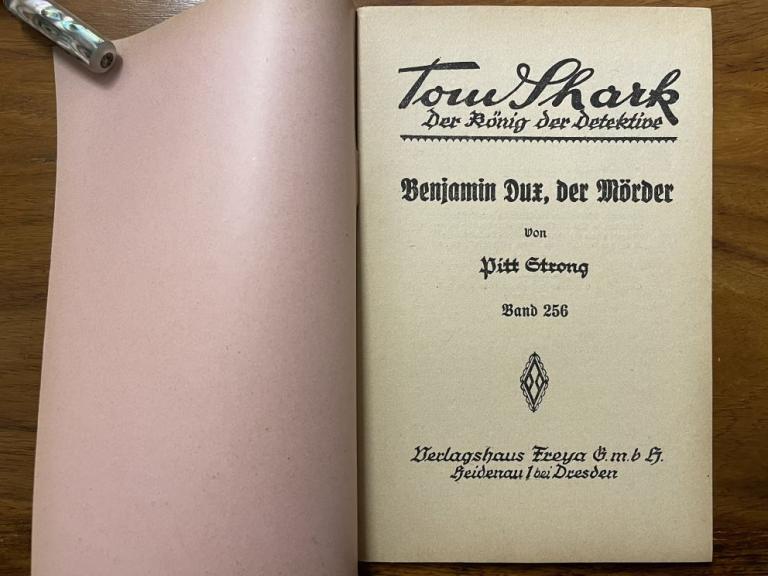 Tom Shark
Der König der Detektive
Benjamin Dux, der Mörder
von
Pitt Strong
Band 256
Verlagshaus Freya G.m.b H.
Heidenau 1 bei Dresden